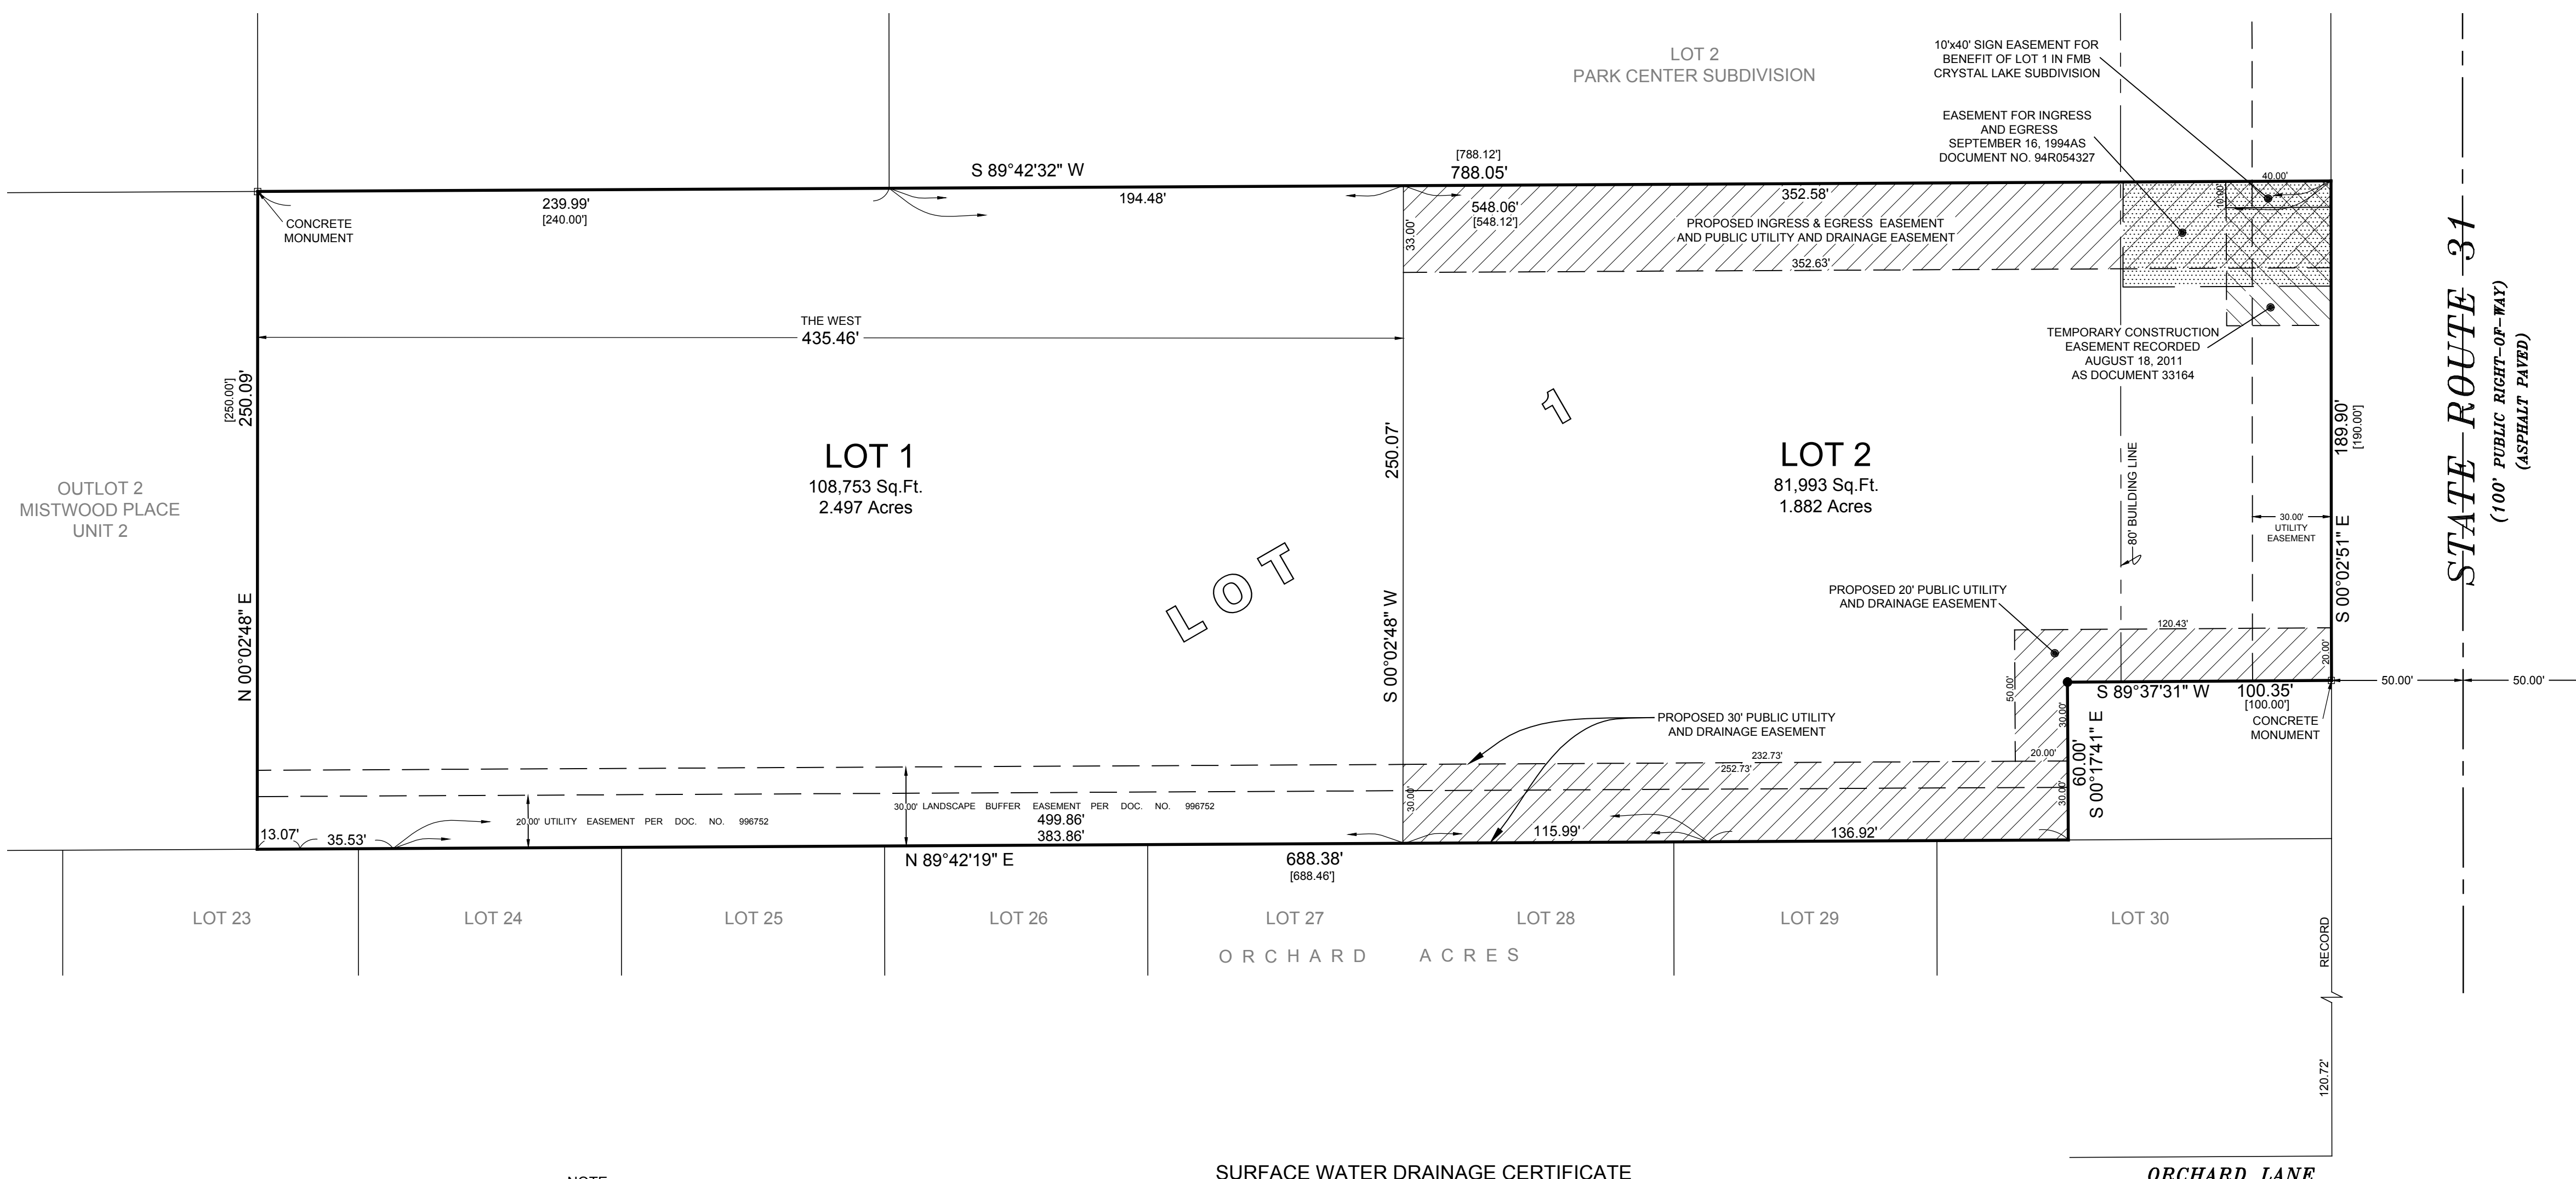 LOT 2
PARK CENTER SUBDIVISION
10'x40' SIGN EASEMENT FOR
BENEFIT OF LOT 1 IN FMB
CRYSTAL LAKE SUBDIVISION
EASEMENT FOR INGRESS
AND EGRESS
SEPTEMBER 16, 1994AS
DOCUMENT NO. 94R054327
S 89°42'32" W
[788.12']
788.05'
40.00'
10.00'
CONCRETE
MONUMENT
239.99'
[240.00']
194.48'
352.58'
548.06'
[548.12']
33.00'
PROPOSED INGRESS & EGRESS EASEMENT
AND PUBLIC UTILITY AND DRAINAGE EASEMENT
352.63'
THE WEST
435.46'
TEMPORARY CONSTRUCTION
EASEMENT RECORDED
AUGUST 18, 2011
AS DOCUMENT 33164
[250.00']
250.09'
N 00°02'48" E
OUTLOT 2
MISTWOOD PLACE
UNIT 2
LOT 1
108,753 Sq.Ft.
2.497 Acres
LOT
1
250.07'
S 00°02'48" W
LOT 2
81,993 Sq.Ft.
1.882 Acres
80' BUILDING LINE
30.00'
UTILITY
EASEMENT
189.90'
[190.00']
S 00°02'51" E
STATE ROUTE 31
(100' PUBLIC RIGHT-OF-WAY)
(ASPHALT PAVED)
PROPOSED 20' PUBLIC UTILITY
AND DRAINAGE EASEMENT
120.43'
20.00'
50.00'
30.00'
S 89°37'31" W
100.35'
[100.00']
50.00'
50.00'
CONCRETE
MONUMENT
PROPOSED 30' PUBLIC UTILITY
AND DRAINAGE EASEMENT
20.00'
60.00'
S 00°17'41" E
232.73'
252.73'
30.00'
30.00'
30.00' LANDSCAPE BUFFER EASEMENT PER DOC. NO. 996752
20.00' UTILITY EASEMENT PER DOC. NO. 996752
499.86'
383.86'
13.07'
35.53'
115.99'
136.92'
N 89°42'19" E
688.38'
[688.46']
LOT 23
LOT 24
LOT 25
LOT 26
LOT 27
LOT 28
LOT 29
LOT 30
ORCHARD ACRES
RECORD
120.72'
NOTE
SURFACE WATER DRAINAGE CERTIFICATE
ORCHARD LANE